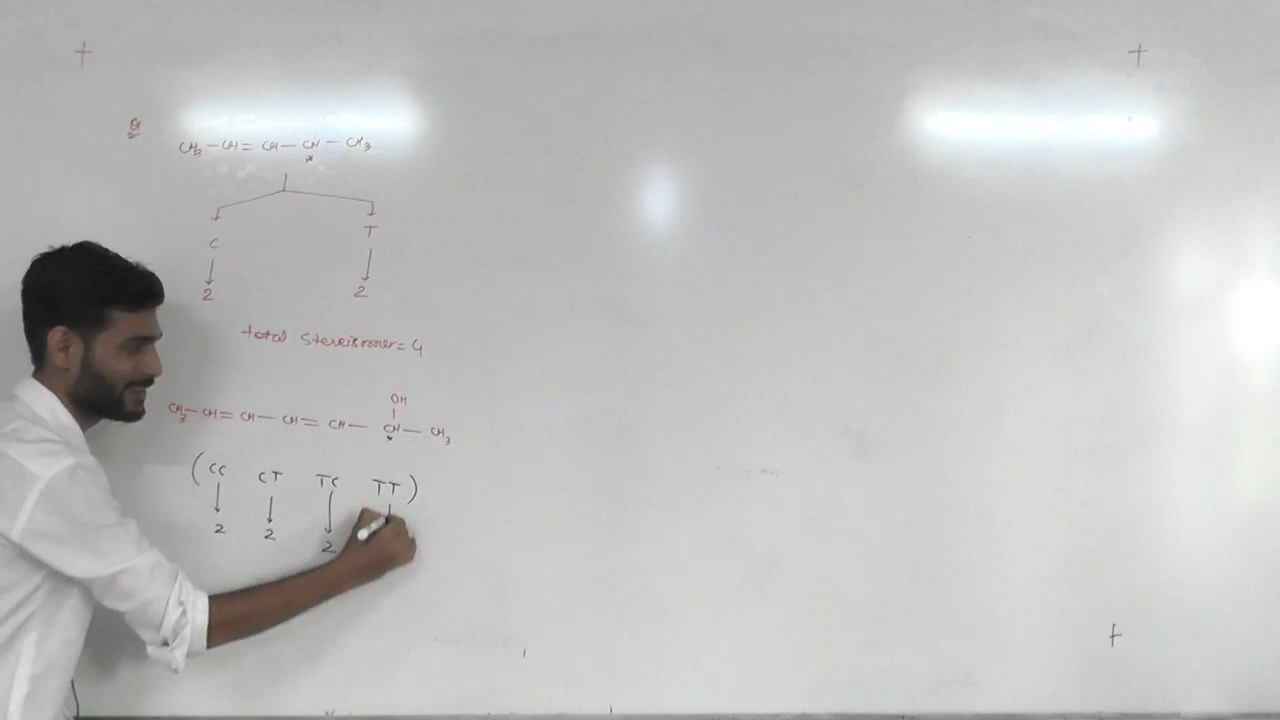 Q
CH3 - CH = CH - CH - CH3
*
C T
2 2
total stereisomer = 4
OH
CH3 - CH = CH - CH = CH - CH - CH3
*
( CC CT TC TT )
2 2 2